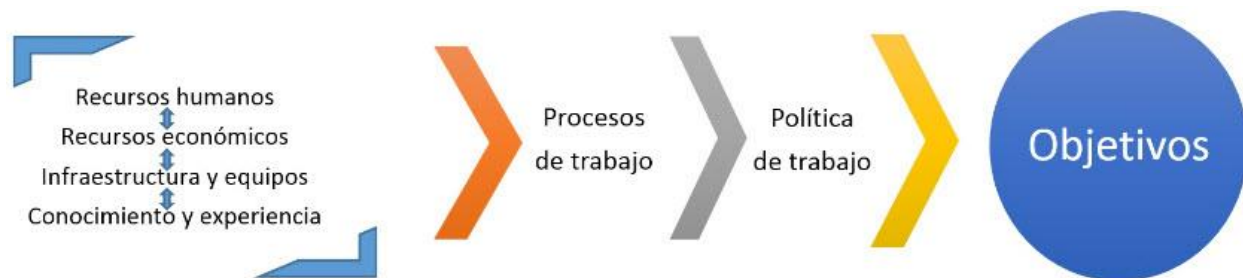 Recursos humanos
Recursos económicos
Infraestructura y equipos
Conocimiento y experiencia
Procesos
de trabajo
Política
de trabajo
Objetivos